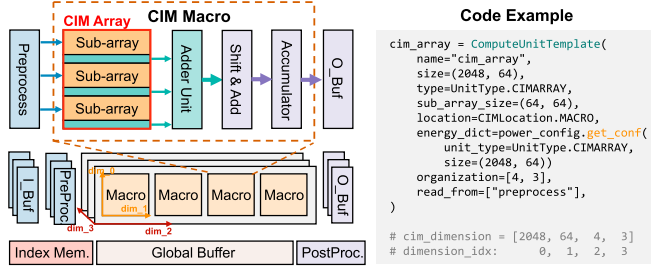 CIM Macro
CIM Array
Preprocess
Sub-array
Sub-array
Sub-array
Adder Unit
Shift & Add
Accumulator
O_Buf
I_Buf
PreProc
dim_0
Macro
Macro
Macro
Macro
dim_1
dim_3
dim_2
O_Buf
Index Mem.
Global Buffer
PostProc.
Code Example
cim_array = ComputeUnitTemplate(
name="cim_array",
size=(2048, 64),
type=UnitType.CIMARRAY,
sub_array_size=(64, 64),
location=CIMLocation.MACRO,
energy_dict=power_config.get_conf(
unit_type=UnitType.CIMARRAY,
size=(2048, 64))
organization=[4, 3],
read_from=["preprocess"],
)
# cim_dimension = [2048, 64, 4, 3]
# dimension_idx: 0, 1, 2, 3